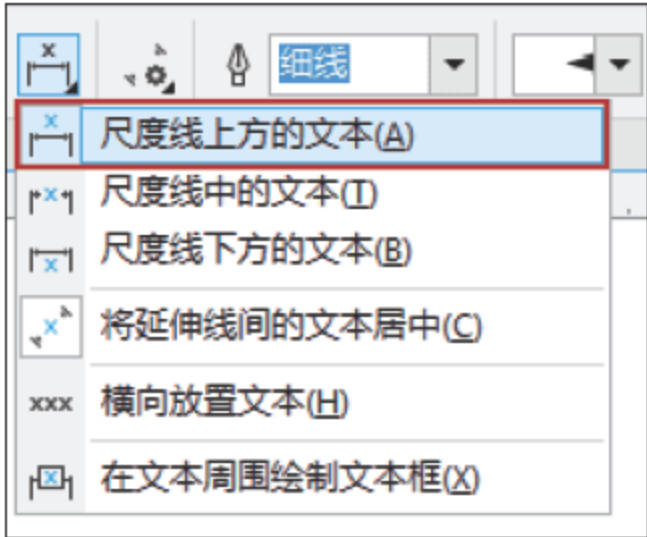 细线
尺度线上方的文本(A)
尺度线中的文本(T)
尺度线下方的文本(B)
将延伸线间的文本居中(C)
xxx 横向放置文本(H)
在文本周围绘制文本框(X)